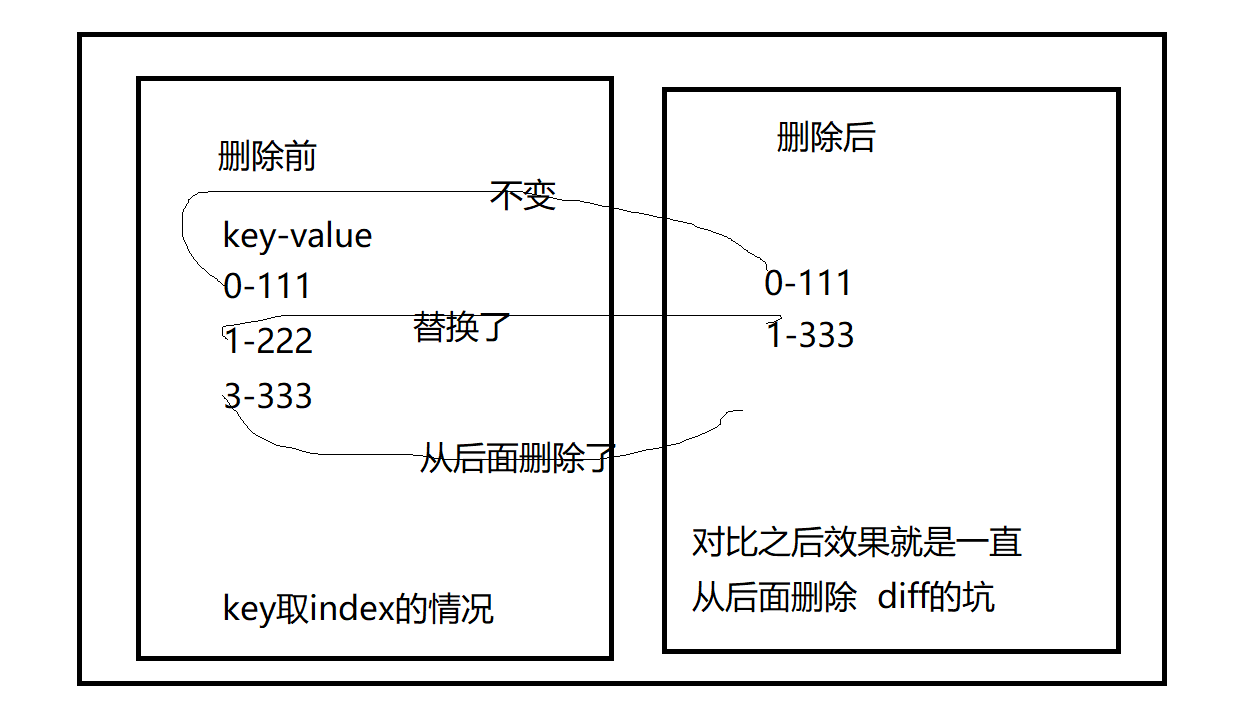 删除前
不变
key-value
0-111
替换了
1-222
3-333
从后面删除了
key取index的情况
删除后
0-111
1-333
对比之后效果就是一直
从后面删除 diff的坑